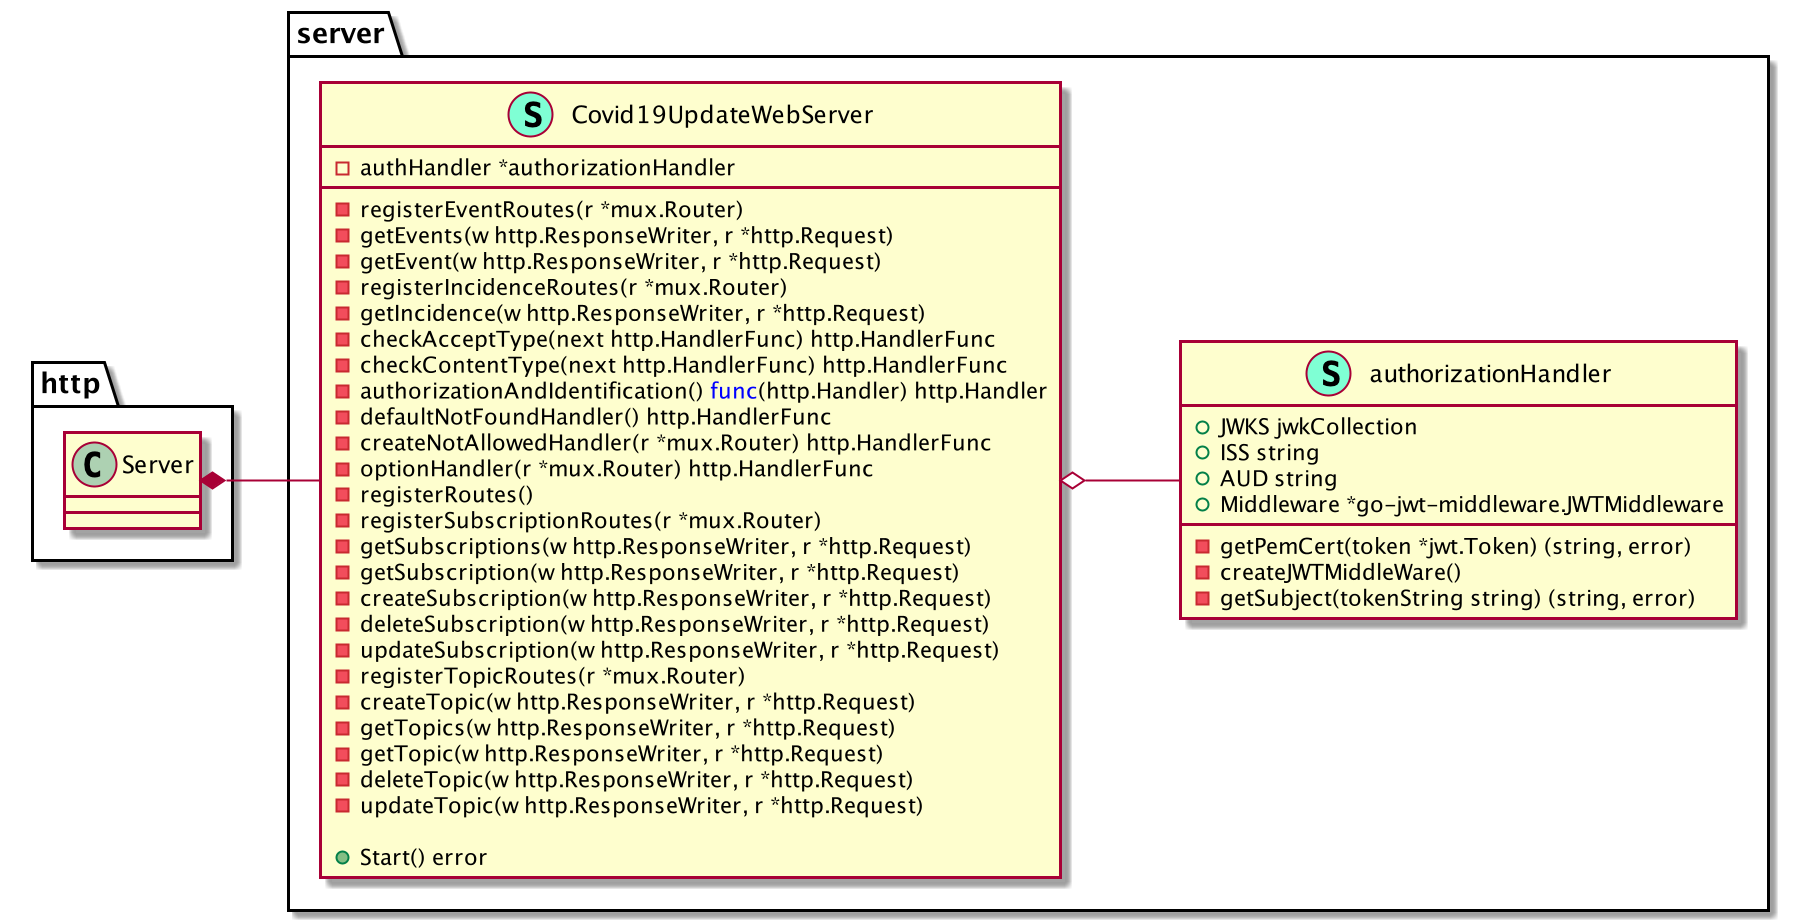 server
S Covid19UpdateWebServer
authHandler *authorizationHandler
registerEventRoutes(r *mux.Router)
getEvents(w http.ResponseWriter, r *http.Request)
getEvent(w http.ResponseWriter, r *http.Request)
registerIncidenceRoutes(r *mux.Router)
getIncidence(w http.ResponseWriter, r *http.Request)
checkAcceptType(next http.HandlerFunc) http.HandlerFunc
checkContentType(next http.HandlerFunc) http.HandlerFunc
authorizationAndIdentification() func(http.Handler) http.Handler
defaultNotFoundHandler() http.HandlerFunc
createNotAllowedHandler(r *mux.Router) http.HandlerFunc
optionHandler(r *mux.Router) http.HandlerFunc
registerRoutes()
registerSubscriptionRoutes(r *mux.Router)
getSubscriptions(w http.ResponseWriter, r *http.Request)
getSubscription(w http.ResponseWriter, r *http.Request)
createSubscription(w http.ResponseWriter, r *http.Request)
deleteSubscription(w http.ResponseWriter, r *http.Request)
updateSubscription(w http.ResponseWriter, r *http.Request)
registerTopicRoutes(r *mux.Router)
createTopic(w http.ResponseWriter, r *http.Request)
getTopics(w http.ResponseWriter, r *http.Request)
getTopic(w http.ResponseWriter, r *http.Request)
deleteTopic(w http.ResponseWriter, r *http.Request)
updateTopic(w http.ResponseWriter, r *http.Request)
Start() error
http
C Server
S authorizationHandler
JWKS jwkCollection
ISS string
AUD string
Middleware *go-jwt-middleware.JWTMiddleware
getPemCert(token *jwt.Token) (string, error)
createJWTMiddleWare()
getSubject(tokenString string) (string, error)